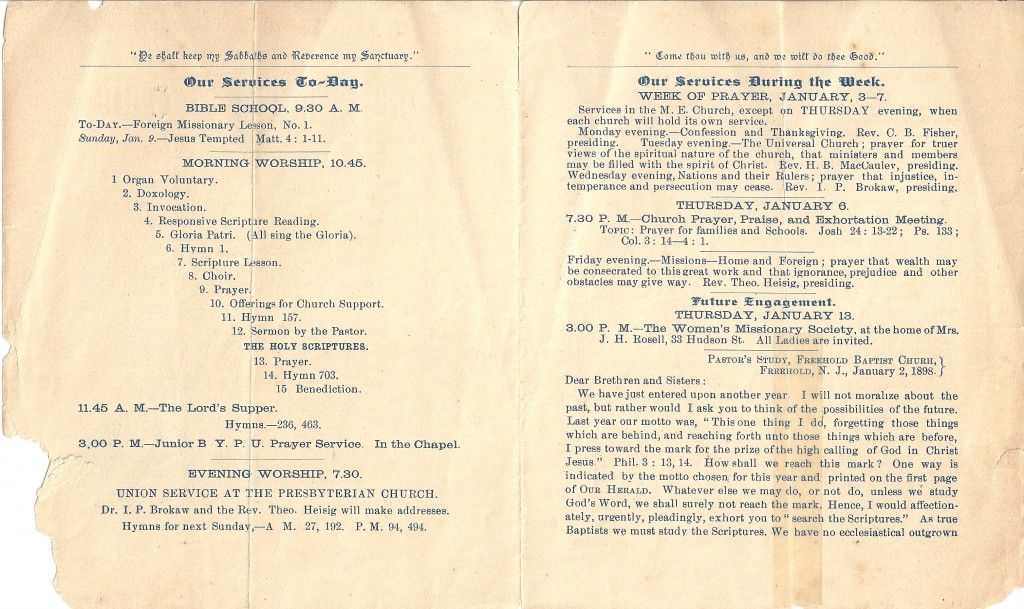 "Ye shall keep my Sabbaths and Reverence my Sanctuary."
Our Services To-Day.
BIBLE SCHOOL, 9.30 A. M.
To-DAY.—Foreign Missionary Lesson, No. 1.
Sunday, Jan. 9.—Jesus Tempted Matt. 4 : 1-11.
MORNING WORSHIP, 10.45.
1 Organ Voluntary.
2. Doxology.
3. Invocation.
4. Responsive Scripture Reading.
5. Gloria Patri. (All sing the Gloria).
6. Hymn 1.
7. Scripture Lesson.
8. Choir.
9. Prayer.
10. Offerings for Church Support.
11. Hymn 157.
12. Sermon by the Pastor.
THE HOLY SCRIPTURES.
13. Prayer.
14. Hymn 703.
15 Benediction.
11.45 A. M.—The Lord's Supper.
Hymns.—236, 463.
3,00 P. M.—Junior B Y. P. U. Prayer Service. In the Chapel.
EVENING WORSHIP, 7.30.
UNION SERVICE AT THE PRESBYTERIAN CHURCH.
Dr. I. P. Brokaw and the Rev. Theo. Heisig will make addresses.
Hymns for next Sunday,—A M. 27, 192. P. M. 94, 494.
"Come thou with us, and we will do thee Good."
Our Services During the Week.
WEEK OF PRAYER, JANUARY, 3—7.
Services in the M. E. Church, except on THURSDAY evening, when
each church will hold its own service.
Monday evening.—Confession and Thanksgiving. Rev. C. B. Fisher,
presiding. Tuesday evening.—The Universal Church ; prayer for truer
views of the spiritual nature of the church, that ministers and members
may be filled with the spirit of Christ. Rev. H. B. MacCauley, presiding.
Wednesday evening, Nations and their Rulers ; prayer that injustice, in-
temperance and persecution may cease. Rev. I. P. Brokaw, presiding.
THURSDAY, JANUARY 6.
7.30 P. M.—Church Prayer, Praise, and Exhortation Meeting.
TOPIC: Prayer for families and Schools. Josh 24 : 13-22 ; Ps. 133 ;
Col. 3 : 14—4 : 1.
Friday evening.—Missions—Home and Foreign ; prayer that wealth may
be consecrated to this great work and that ignorance, prejudice and other
obstacles may give way. Rev. Theo. Heisig, presiding.
Future Engagement.
THURSDAY, JANUARY 13.
3.00 P. M.—The Women's Missionary Society, at the home of Mrs.
J. H. Rosell, 33 Hudson St. All Ladies are invited.
PASTOR'S STUDY, FREEHOLD BAPTIST CHURH,
FREEHOLD, N. J., January 2, 1898.
Dear Brethren and Sisters :
We have just entered upon another year I will not moralize about the
past, but rather would I ask you to think of the possibilities of the future.
Last year our motto was, "This one thing I do, forgetting those things
which are behind, and reaching forth unto those things which are before,
I press toward the mark for the prize of the high calling of God in Christ
Jesus." Phil. 3 : 13, 14. How shall we reach this mark? One way is
indicated by the motto chosen for this year and printed on the first page
of OUR HERALD. Whatever else we may do, or not do, unless we study
God's Word, we shall surely not reach the mark. Hence, I would affection-
ately, urgently, pleadingly, exhort you to "search the Scriptures." As true
Baptists we must study the Scriptures. We have no ecclesiastical outgrown